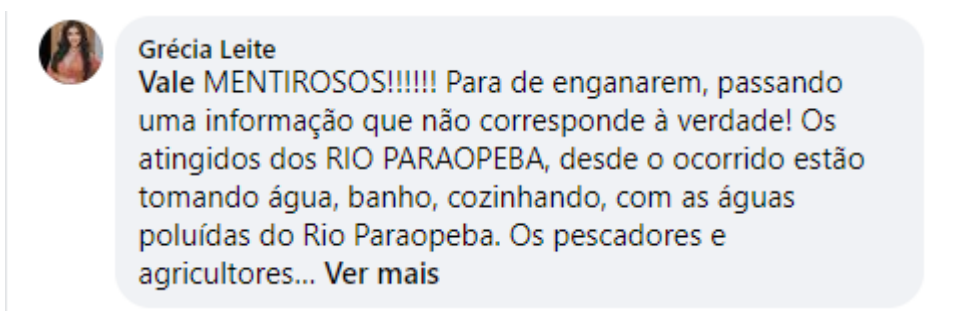 Grécia Leite
Vale MENTIROSOS!!!!!! Para de enganarem, passando
uma informação que não corresponde à verdade! Os
atingidos dos RIO PARAOPEBA, desde o ocorrido estão
tomando água, banho, cozinhando, com as águas
poluídas do Rio Paraopeba. Os pescadores e
agricultores... Ver mais